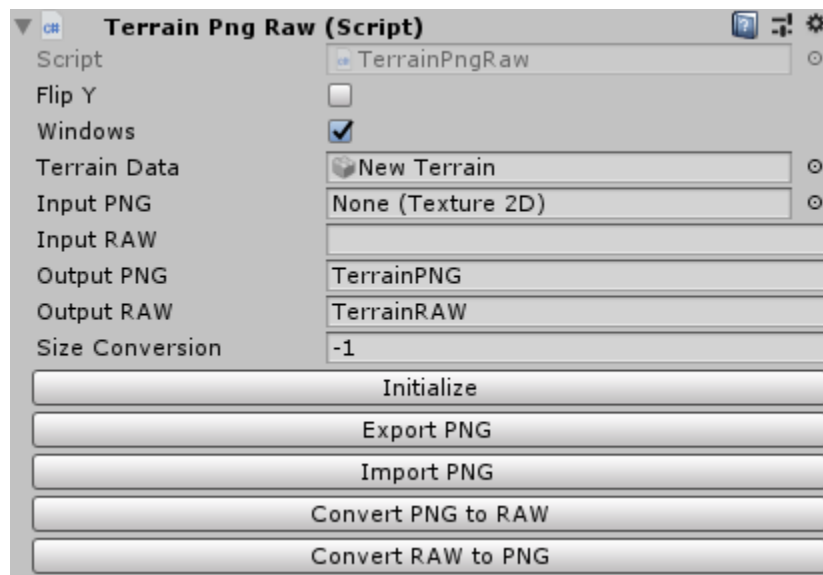 Terrain Png Raw (Script)
Script TerrainPngRaw
Flip Y
Windows
Terrain Data New Terrain
Input PNG None (Texture 2D)
Input RAW
Output PNG TerrainPNG
Output RAW TerrainRAW
Size Conversion -1
Initialize
Export PNG
Import PNG
Convert PNG to RAW
Convert RAW to PNG